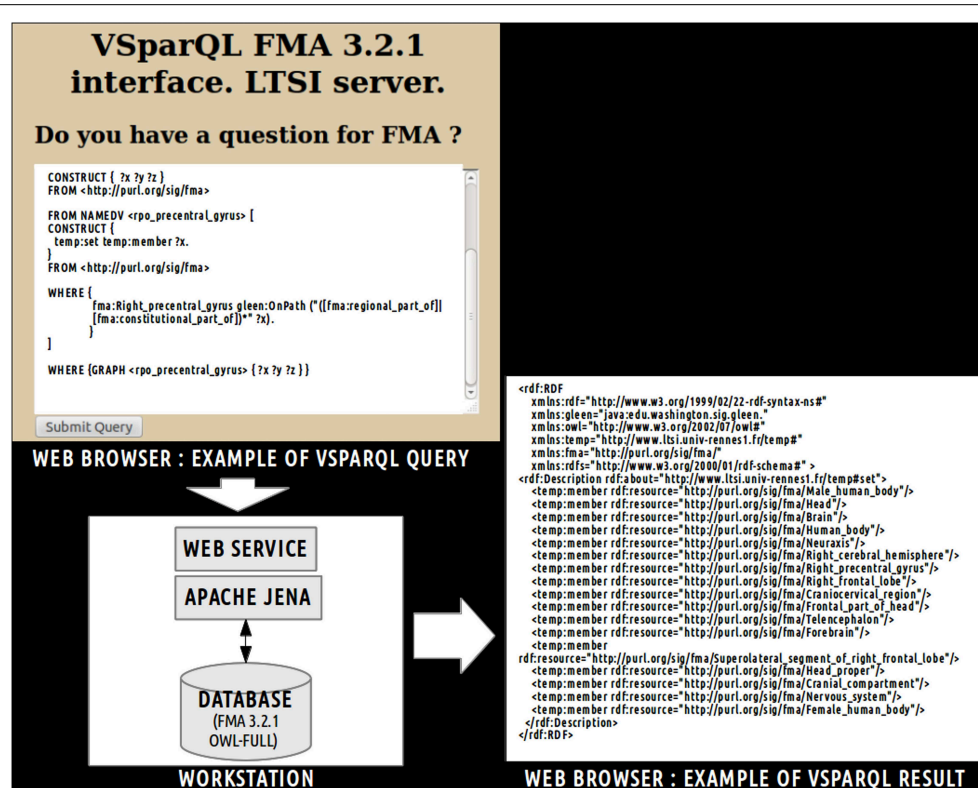 VSparQL FMA 3.2.1
interface. LTSI server.
Do you have a question for FMA ?
CONSTRUCT { ?x ?y ?z }
FROM <http://purl.org/sig/fma>
FROM NAMEDV <rpo_precentral_gyrus> [
CONSTRUCT {
temp:set temp:member ?x.
}
FROM <http://purl.org/sig/fma>
WHERE {
fma:Right_precentral_gyrus gleen:OnPath ("([fma:regional_part_of]|
[fma:constitutional_part_of])*" ?x).
}
]
WHERE {GRAPH <rpo_precentral_gyrus> { ?x ?y ?z } }
Submit Query
WEB BROWSER : EXAMPLE OF VSPARQL QUERY
WEB SERVICE
APACHE JENA
DATABASE
(FMA 3.2.1
OWL-FULL)
WORKSTATION
<rdf:RDF
xmlns:rdf="http://www.w3.org/1999/02/22-rdf-syntax-ns#"
xmlns:gleen="java:edu.washington.sig.gleen."
xmlns:owl="http://www.w3.org/2002/07/owl#"
xmlns:temp="http://www.ltsi.univ-rennes1.fr/temp#"
xmlns:fma="http://purl.org/sig/fma/"
xmlns:rdfs="http://www.w3.org/2000/01/rdf-schema#" >
<rdf:Description rdf:about="http://www.ltsi.univ-rennes1.fr/temp#set">
<temp:member rdf:resource="http://purl.org/sig/fma/Male_human_body"/>
<temp:member rdf:resource="http://purl.org/sig/fma/Head"/>
<temp:member rdf:resource="http://purl.org/sig/fma/Brain"/>
<temp:member rdf:resource="http://purl.org/sig/fma/Human_body"/>
<temp:member rdf:resource="http://purl.org/sig/fma/Neuraxis"/>
<temp:member rdf:resource="http://purl.org/sig/fma/Right_cerebral_hemisphere"/>
<temp:member rdf:resource="http://purl.org/sig/fma/Right_precentral_gyrus"/>
<temp:member rdf:resource="http://purl.org/sig/fma/Right_frontal_lobe"/>
<temp:member rdf:resource="http://purl.org/sig/fma/Craniocervical_region"/>
<temp:member rdf:resource="http://purl.org/sig/fma/Frontal_part_of_head"/>
<temp:member rdf:resource="http://purl.org/sig/fma/Telencephalon"/>
<temp:member rdf:resource="http://purl.org/sig/fma/Forebrain"/>
<temp:member
rdf:resource="http://purl.org/sig/fma/Superolateral_segment_of_right_frontal_lobe"/>
<temp:member rdf:resource="http://purl.org/sig/fma/Head_proper"/>
<temp:member rdf:resource="http://purl.org/sig/fma/Cranial_compartment"/>
<temp:member rdf:resource="http://purl.org/sig/fma/Nervous_system"/>
<temp:member rdf:resource="http://purl.org/sig/fma/Female_human_body"/>
</rdf:Description>
</rdf:RDF>
WEB BROWSER : EXAMPLE OF VSPARQL RESULT